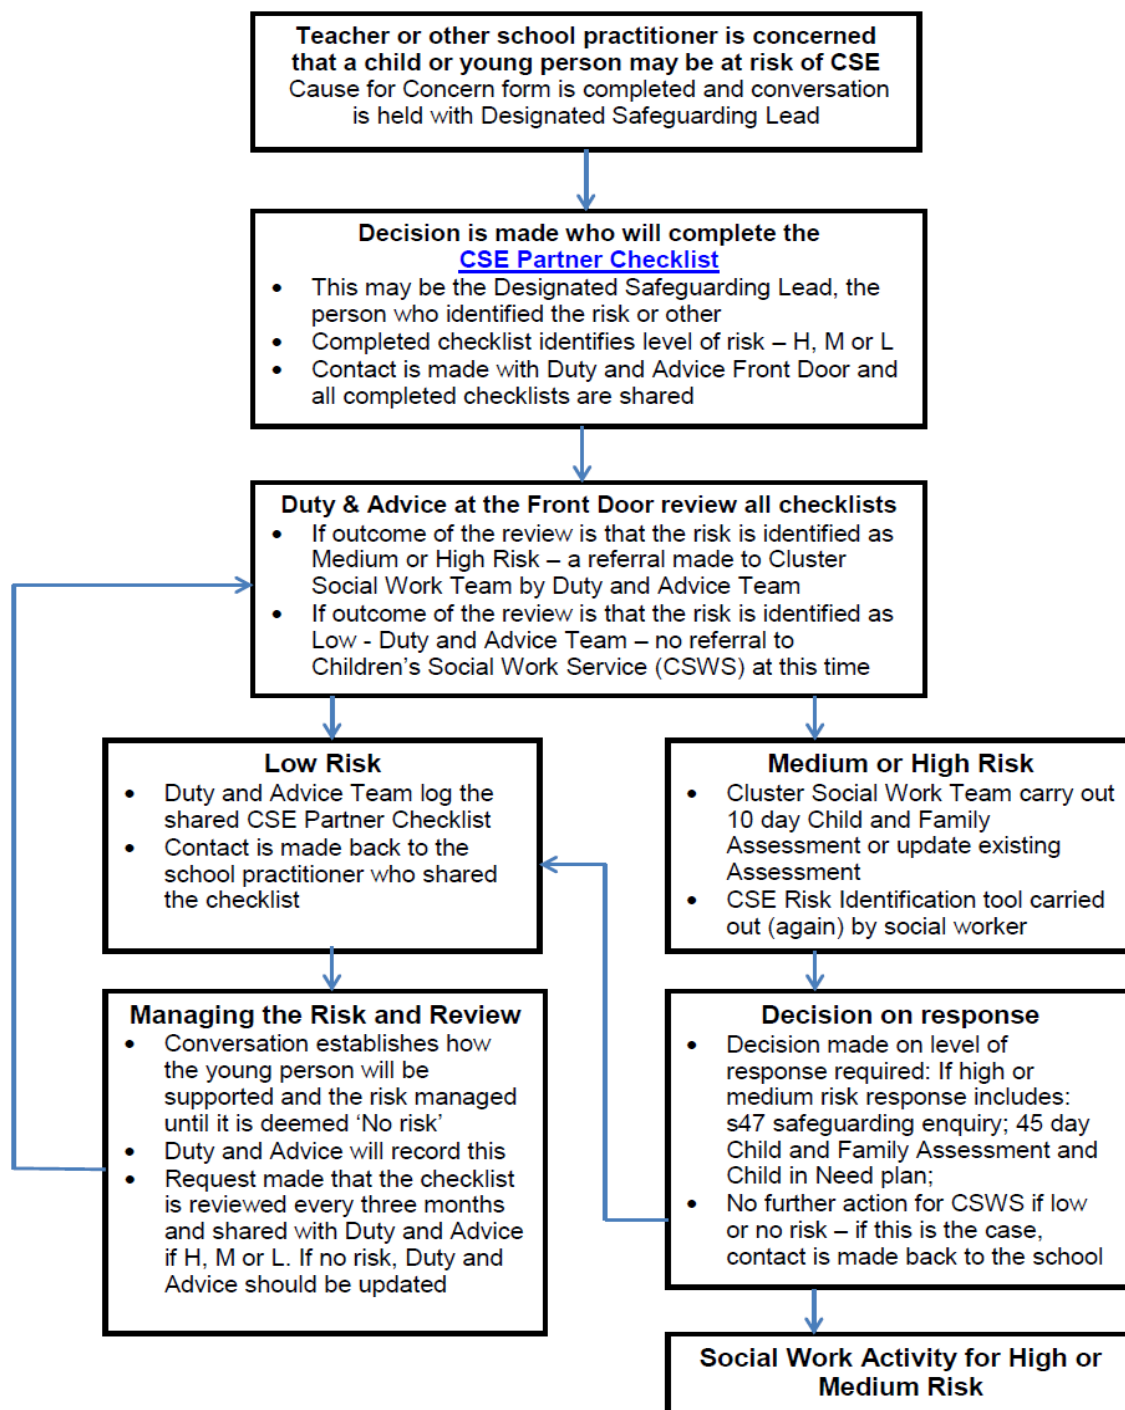 Teacher or other school practitioner is concerned
that a child or young person may be at risk of CSE
Cause for Concern form is completed and conversation
is held with Designated Safeguarding Lead
Decision is made who will complete the
CSE Partner Checklist
• This may be the Designated Safeguarding Lead, the
person who identified the risk or other
• Completed checklist identifies level of risk – H, M or L
• Contact is made with Duty and Advice Front Door and
all completed checklists are shared
Duty & Advice at the Front Door review all checklists
• If outcome of the review is that the risk is identified as
Medium or High Risk – a referral made to Cluster
Social Work Team by Duty and Advice Team
• If outcome of the review is that the risk is identified as
Low - Duty and Advice Team – no referral to
Children's Social Work Service (CSWS) at this time
Low Risk
• Duty and Advice Team log the
shared CSE Partner Checklist
• Contact is made back to the
school practitioner who shared
the checklist
Medium or High Risk
• Cluster Social Work Team carry out
10 day Child and Family
Assessment or update existing
Assessment
• CSE Risk Identification tool carried
out (again) by social worker
Managing the Risk and Review
• Conversation establishes how
the young person will be
supported and the risk managed
until it is deemed 'No risk'
• Duty and Advice will record this
• Request made that the checklist
is reviewed every three months
and shared with Duty and Advice
if H, M or L. If no risk, Duty and
Advice should be updated
Decision on response
• Decision made on level of
response required: If high or
medium risk response includes:
s47 safeguarding enquiry; 45 day
Child and Family Assessment and
Child in Need plan;
• No further action for CSWS if low
or no risk – if this is the case,
contact is made back to the school
Social Work Activity for High or
Medium Risk